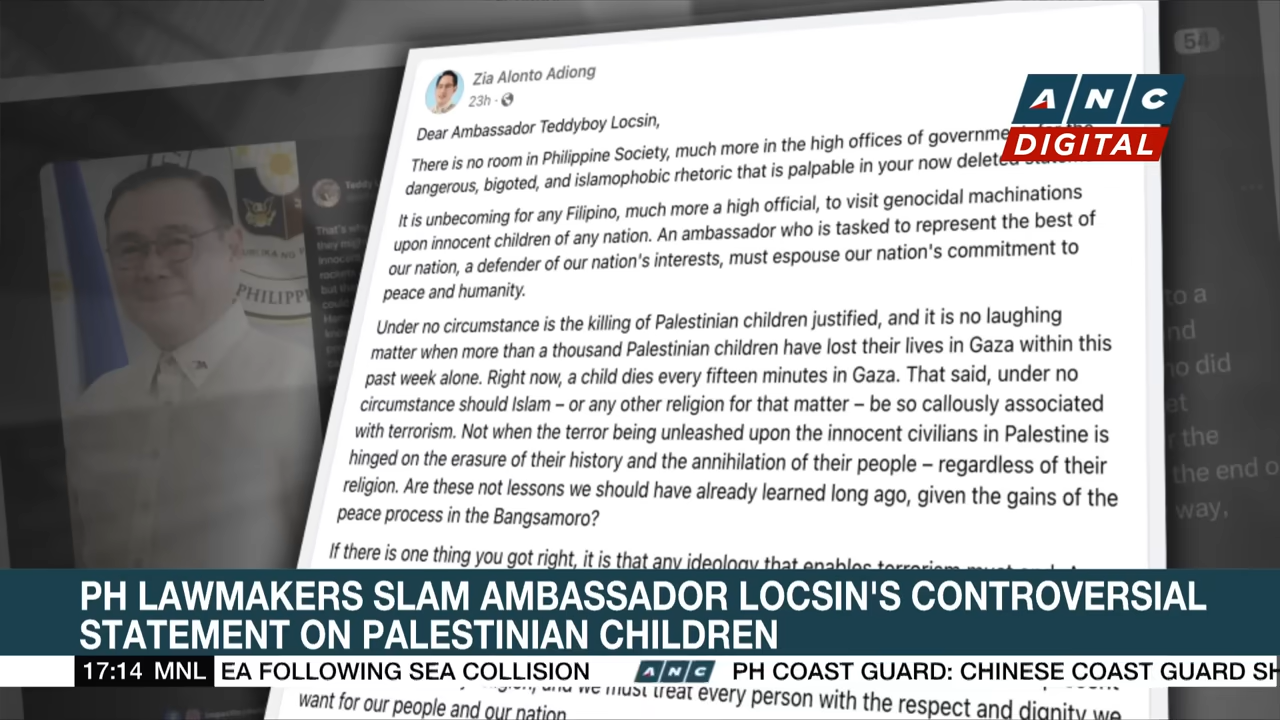 54
ANC
DIGITAL
Zia Alonto Adiong
23h
Dear Ambassador Teddyboy Locsin,
There is no room in Philippine Society, much more in the high offices of
dangerous, bigoted, and islamophobic rhetoric that is palpable in your now deleted
It is unbecoming for any Filipino, much more a high official, to visit genocidal machinations
upon innocent children of any nation. An ambassador who is tasked to represent the best of
our nation, a defender of our nation's interests, must espouse our nation's commitment to
peace and humanity.
Under no circumstance is the killing of Palestinian children justified, and it is no laughing
matter when more than a thousand Palestinian children have lost their lives in Gaza within this
past week alone. Right now, a child dies every fifteen minutes in Gaza. That said, under no
circumstance should Islam – or any other religion for that matter – be so callously associated
with terrorism. Not when the terror being unleashed upon the innocent civilians in Palestine is
hinged on the erasure of their history and the annihilation of their people – regardless of their
religion. Are these not lessons we should have already learned long ago, given the gains of the
peace process in the Bangsamoro?
If there is one thing you got right, it is that any ideology that enables terrorism must
PH LAWMAKERS SLAM AMBASSADOR LOCSIN'S CONTROVERSIAL
STATEMENT ON PALESTINIAN CHILDREN
17:14 MNL EA FOLLOWING SEA COLLISION ANC PH COAST GUARD: CHINESE COAST GUARD SH
and we must treat every person with the respect and dignity we
want for our people and our nation
to a
did
the
the end o
way,